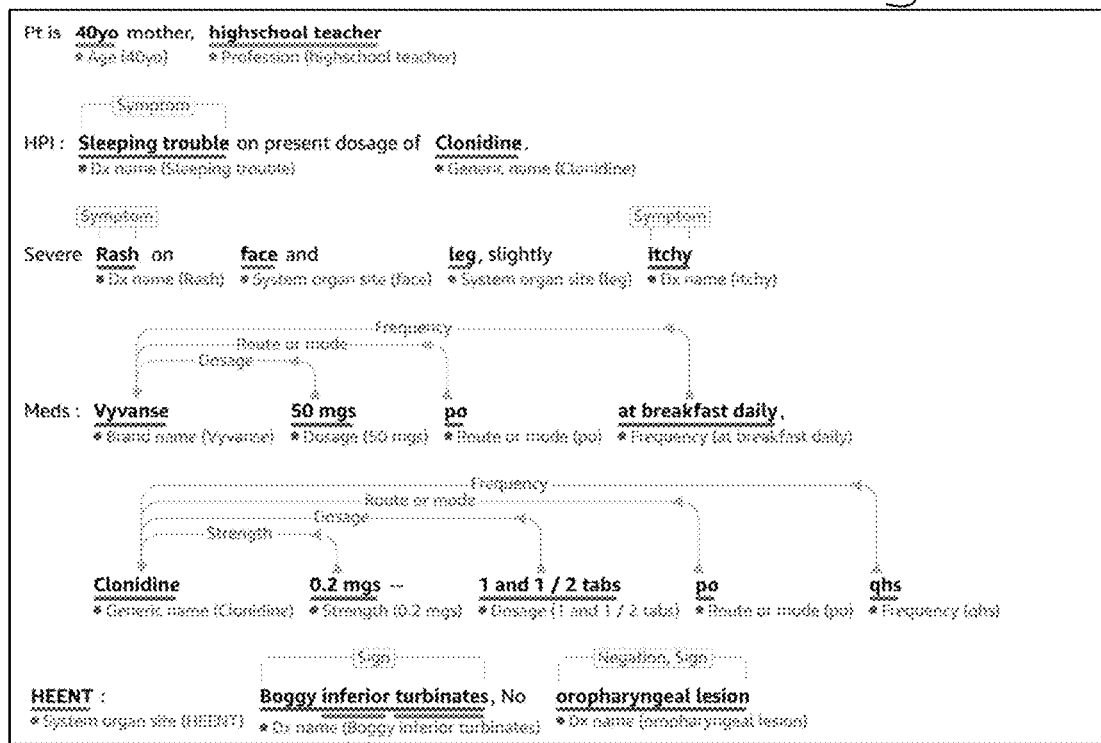 Pt is 40yo mother, highschool teacher
Age (40yo) Profession (highschool teacher)
Symptom
HPI : Sleeping trouble on present dosage of Clonidine.
Dx name (Sleeping trouble) Generic name (Clonidine)
Symptom Symptom
Severe Rash on face and leg, slightly itchy
Dx name (Rash) System organ site (face) System organ site (leg) Dx name (itchy)
Frequency
Route or mode
Dosage
Meds : Vyvanse 50 mgs po at breakfast daily,
Brand name (Vyvanse) Dosage (50 mgs) Route or mode (po) Frequency (at breakfast daily)
Frequency
Route or mode
Dosage
Strength
Clonidine 0.2 mgs -- 1 and 1 / 2 tabs po qhs
Generic name (Clonidine) Strength (0.2 mgs) Dosage (1 and 1 / 2 tabs) Route or mode (po) Frequency (qhs)
Sign Negation, Sign
HEENT : Boggy inferior turbinates, No oropharyngeal lesion
System organ site (HEENT) Dx name (Boggy inferior turbinates) Dx name (oropharyngeal lesion)